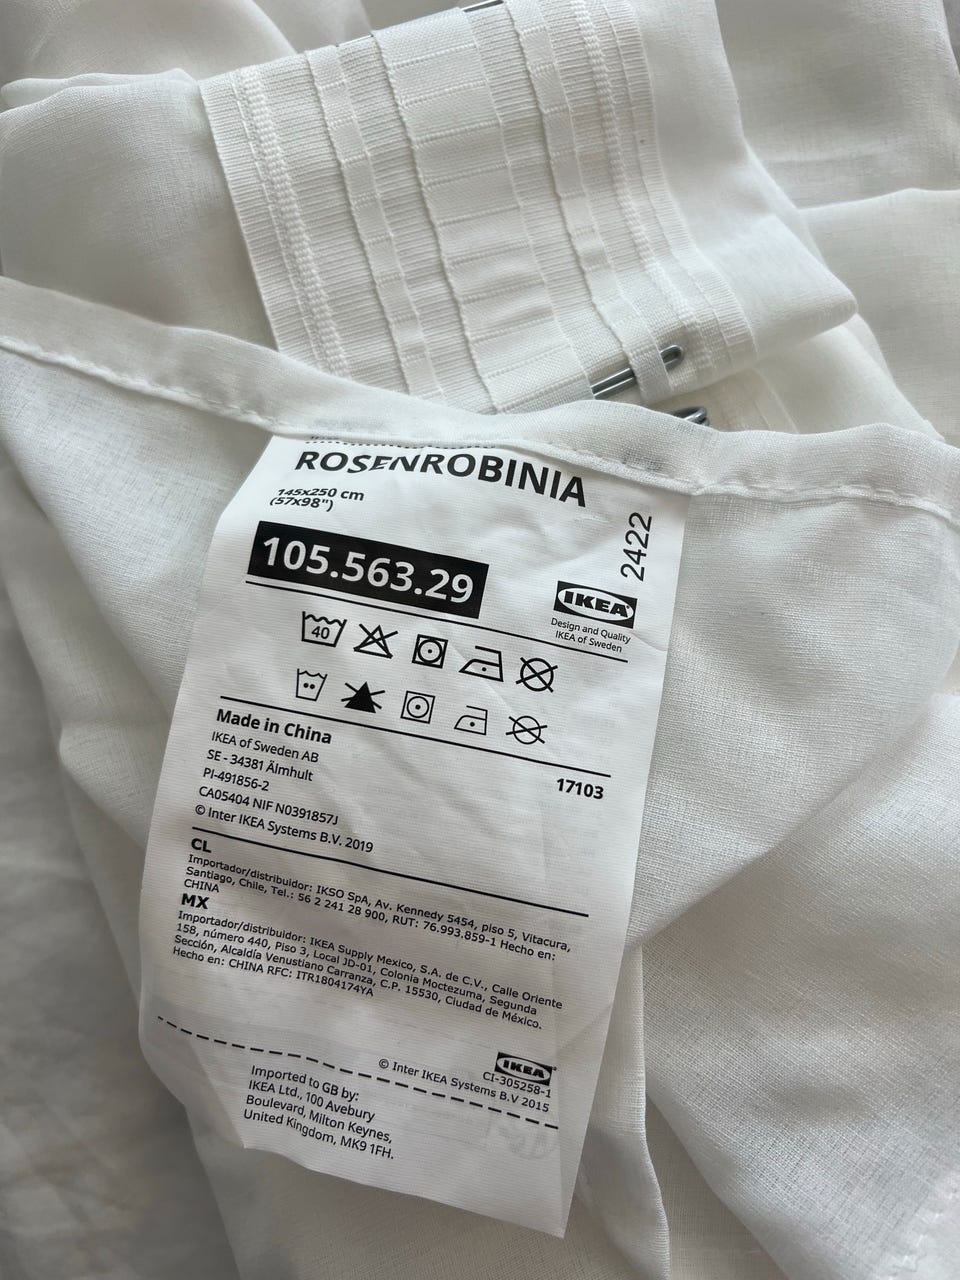 ROSENROBINIA
145x250 cm
(57x98")
2422
105.563.29
IKEA
Design and Quality
IKEA of Sweden
40
Made in China
IKEA of Sweden AB
SE - 34381 Älmhult
PI-491856-2
CA05404 NIF N0391857J
© Inter IKEA Systems B.V. 2019
17103
CL
Importador/distribuidor: IKSO SpA, Av. Kennedy 5454, piso 5, Vitacura,
Santiago, Chile, Tel.: 56 2 241 28 900, RUT: 76.993.859-1 Hecho en:
CHINA
MX
Importador/distribuidor: IKEA Supply Mexico, S.A. de C.V., Calle Oriente
158, número 440, Piso 3, Local JD-01, Colonia Moctezuma, Segunda
Sección, Alcaldía Venustiano Carranza, C.P. 15530, Ciudad de México.
Hecho en: CHINA RFC: ITR1804174YA
IKEA
CI-305258-1
© Inter IKEA Systems B.V 2015
Imported to GB by:
IKEA Ltd., 100 Avebury
Boulevard, Milton Keynes,
United Kingdom, MK9 1FH.